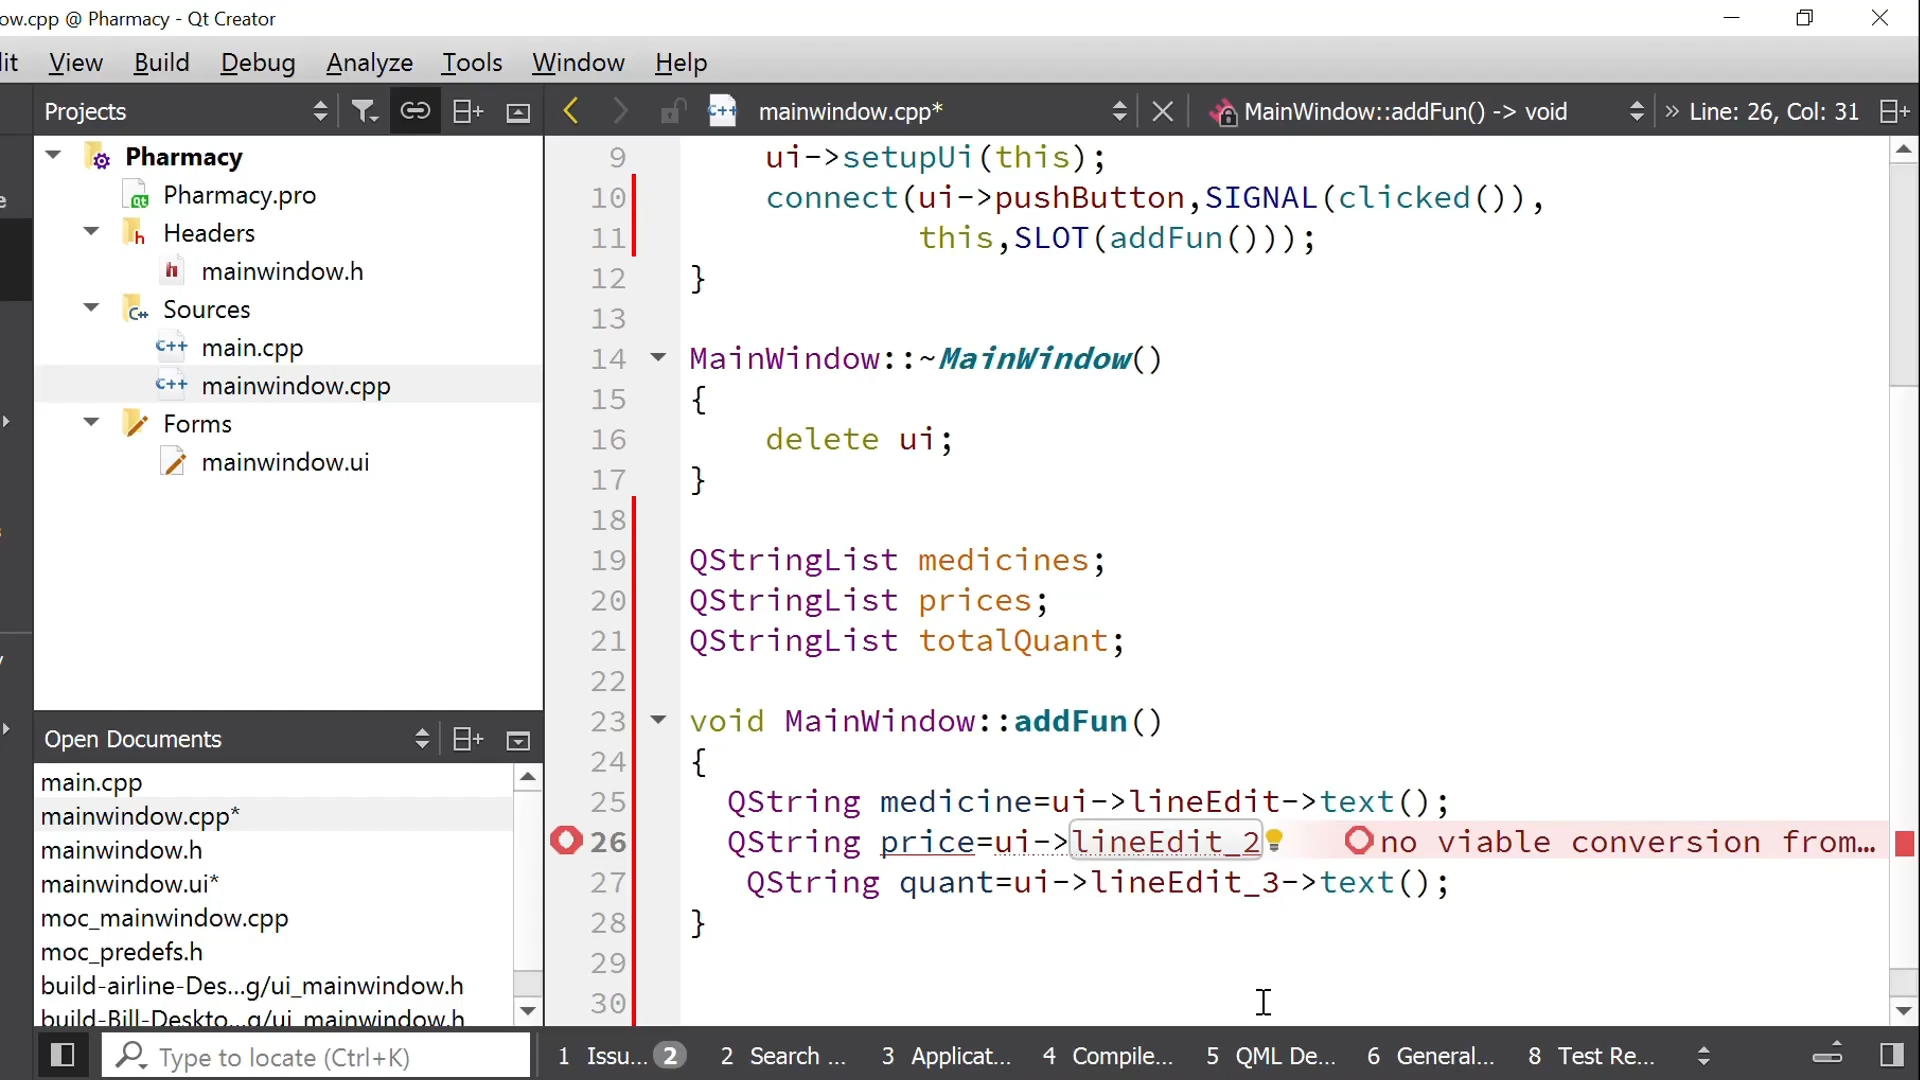 ow.cpp @ Pharmacy - Qt Creator
it View Build Debug Analyze Tools Window Help
Projects
mainwindow.cpp*
MainWindow::addFun() -> void
» Line: 26, Col: 31
Pharmacy
Pharmacy.pro
Headers
mainwindow.h
Sources
main.cpp
mainwindow.cpp
Forms
mainwindow.ui
Open Documents
main.cpp
mainwindow.cpp*
mainwindow.h
mainwindow.ui*
moc_mainwindow.cpp
moc_predefs.h
build-airline-Des...g/ui_mainwindow.h
build-Bill-Deskto...g/ui_mainwindow.h
9 ui->setupUi(this);
10 connect(ui->pushButton,SIGNAL(clicked()),
11 this,SLOT(addFun()));
12 }
13
14 MainWindow::~MainWindow()
15 {
16 delete ui;
17 }
18
19 QStringList medicines;
20 QStringList prices;
21 QStringList totalQuant;
22
23 void MainWindow::addFun()
24 {
25 QString medicine=ui->lineEdit->text();
26 QString price=ui->lineEdit_2 no viable conversion from...
27 QString quant=ui->lineEdit_3->text();
28 }
29
30
Type to locate (Ctrl+K)
1 Issu... 2
2 Search ...
3 Applicat...
4 Compile...
5 QML De...
6 General...
8 Test Re...